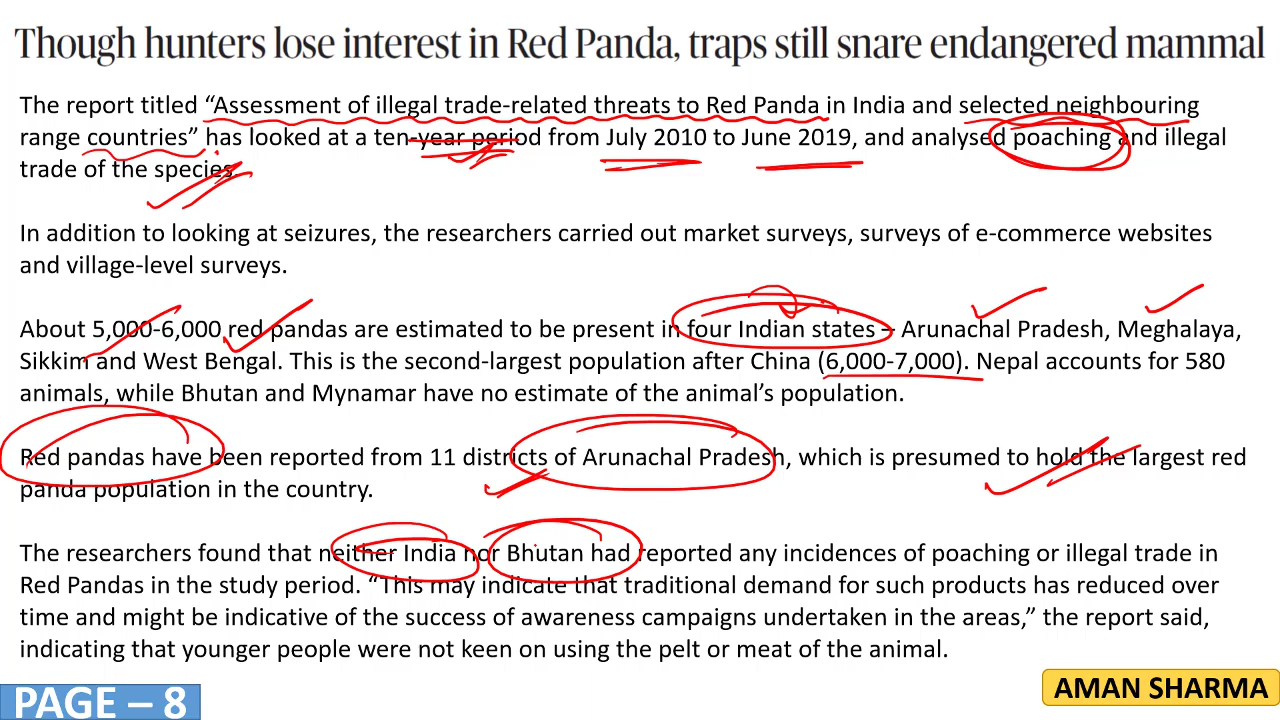 Though hunters lose interest in Red Panda, traps still snare endangered mammal
The report titled “Assessment of illegal trade-related threats to Red Panda in India and selected neighbouring
range countries” has looked at a ten-year period from July 2010 to June 2019, and analysed poaching and illegal
trade of the species.
In addition to looking at seizures, the researchers carried out market surveys, surveys of e-commerce websites
and village-level surveys.
About 5,000-6,000 red pandas are estimated to be present in four Indian states – Arunachal Pradesh, Meghalaya,
Sikkim and West Bengal. This is the second-largest population after China (6,000-7,000). Nepal accounts for 580
animals, while Bhutan and Mynamar have no estimate of the animal’s population.
Red pandas have been reported from 11 districts of Arunachal Pradesh, which is presumed to hold the largest red
panda population in the country.
The researchers found that neither India nor Bhutan had reported any incidences of poaching or illegal trade in
Red Pandas in the study period. “This may indicate that traditional demand for such products has reduced over
time and might be indicative of the success of awareness campaigns undertaken in the areas,” the report said,
indicating that younger people were not keen on using the pelt or meat of the animal.
PAGE – 8
AMAN SHARMA